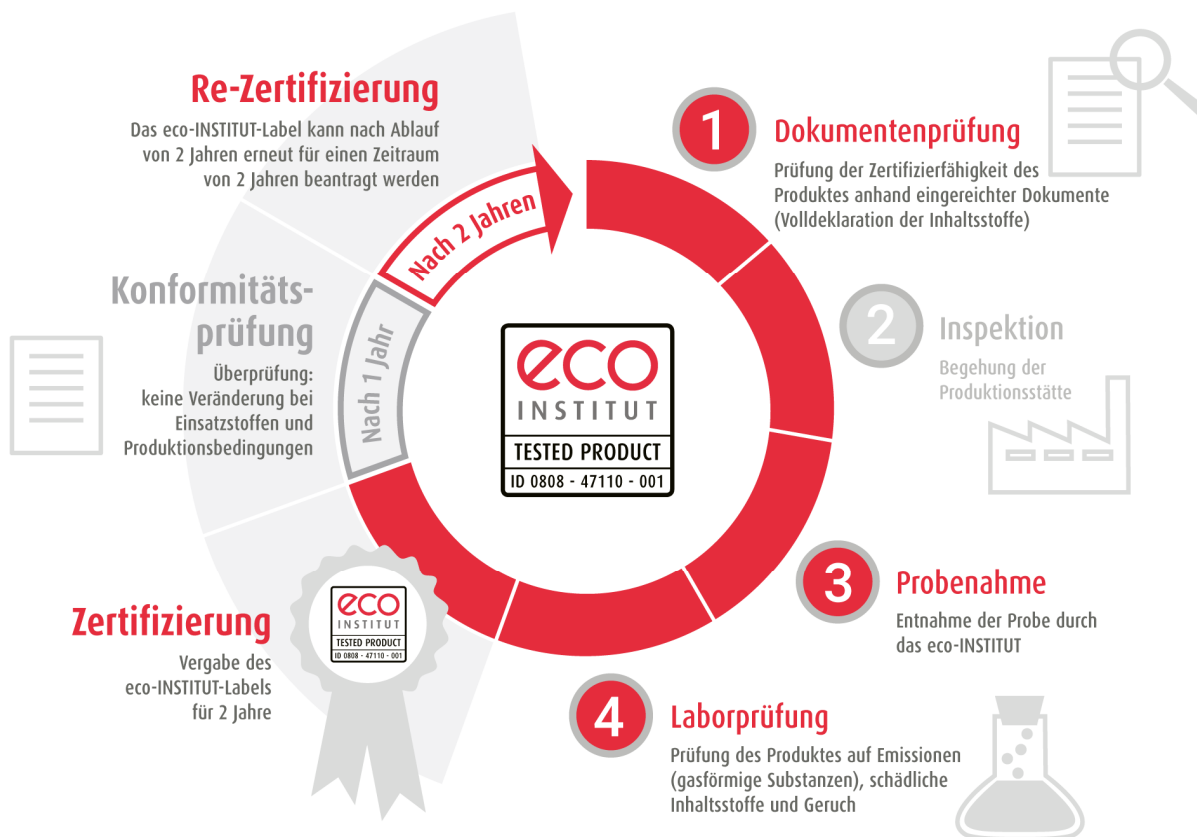 1
Dokumentenprüfung
Prüfung der Zertifizierfähigkeit des
Produktes anhand eingereichter Dokumente
(Volldeklaration der Inhaltsstoffe)
2
Inspektion
Begehung der
Produktionsstätte
3
Probenahme
Entnahme der Probe durch
das eco-INSTITUT
4
Laborprüfung
Prüfung des Produktes auf Emissionen
(gasförmige Substanzen), schädliche
Inhaltsstoffe und Geruch
Zertifizierung
Vergabe des
eco-INSTITUT-Labels
für 2 Jahre
eco
INSTITUT
TESTED PRODUCT
ID 0808 - 47110 - 001
Konformitäts-
prüfung
Überprüfung:
keine Veränderung bei
Einsatzstoffen und
Produktionsbedingungen
Nach 1 Jahr
Re-Zertifizierung
Das eco-INSTITUT-Label kann nach Ablauf
von 2 Jahren erneut für einen Zeitraum
von 2 Jahren beantragt werden
Nach 2 Jahren
eco
INSTITUT
TESTED PRODUCT
ID 0808 - 47110 - 001